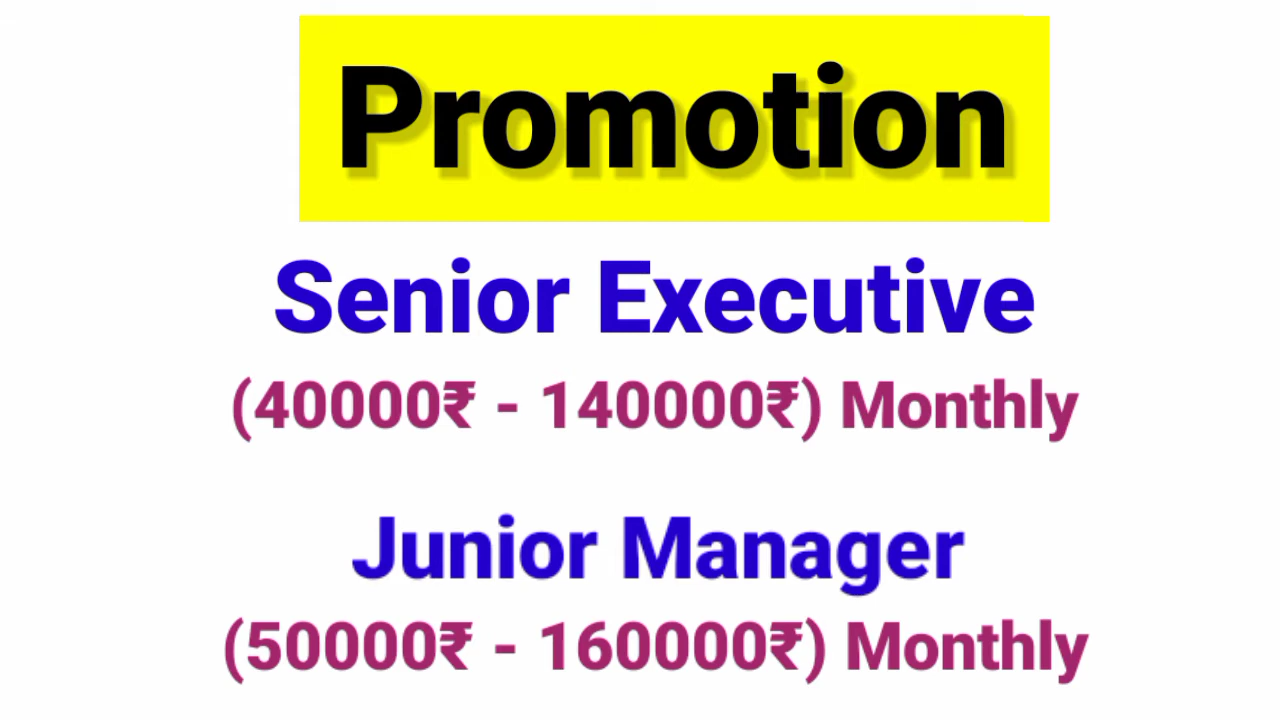 Promotion
Senior Executive
(40000₹ - 140000₹) Monthly
Junior Manager
(50000₹ - 160000₹) Monthly